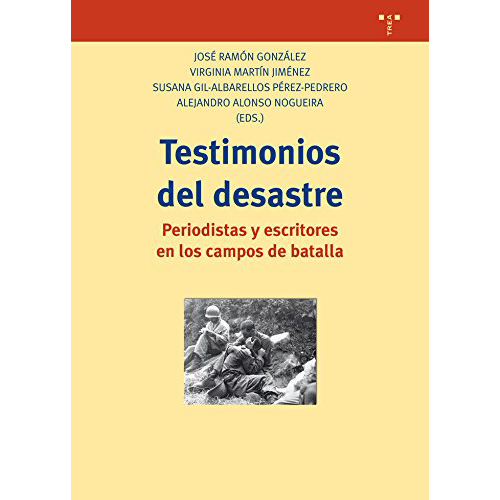 TREA
JOSÉ RAMÓN GONZÁLEZ
VIRGINIA MARTÍN JIMÉNEZ
SUSANA GIL-ALBARELLOS PÉREZ-PEDRERO
ALEJANDRO ALONSO NOGUEIRA
(EDS.)
Testimonios
del desastre
Periodistas y escritores
en los campos de batalla